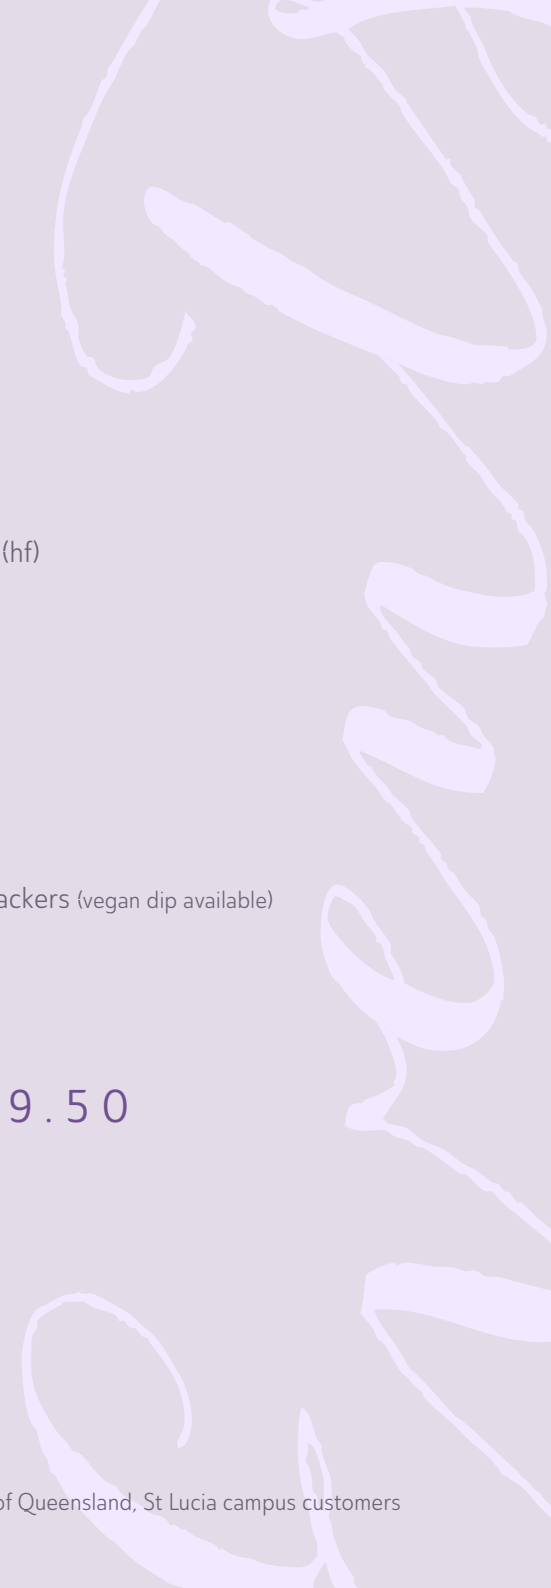 (hf)
ackers (vegan dip available)
9.50
of Queensland, St Lucia campus customers